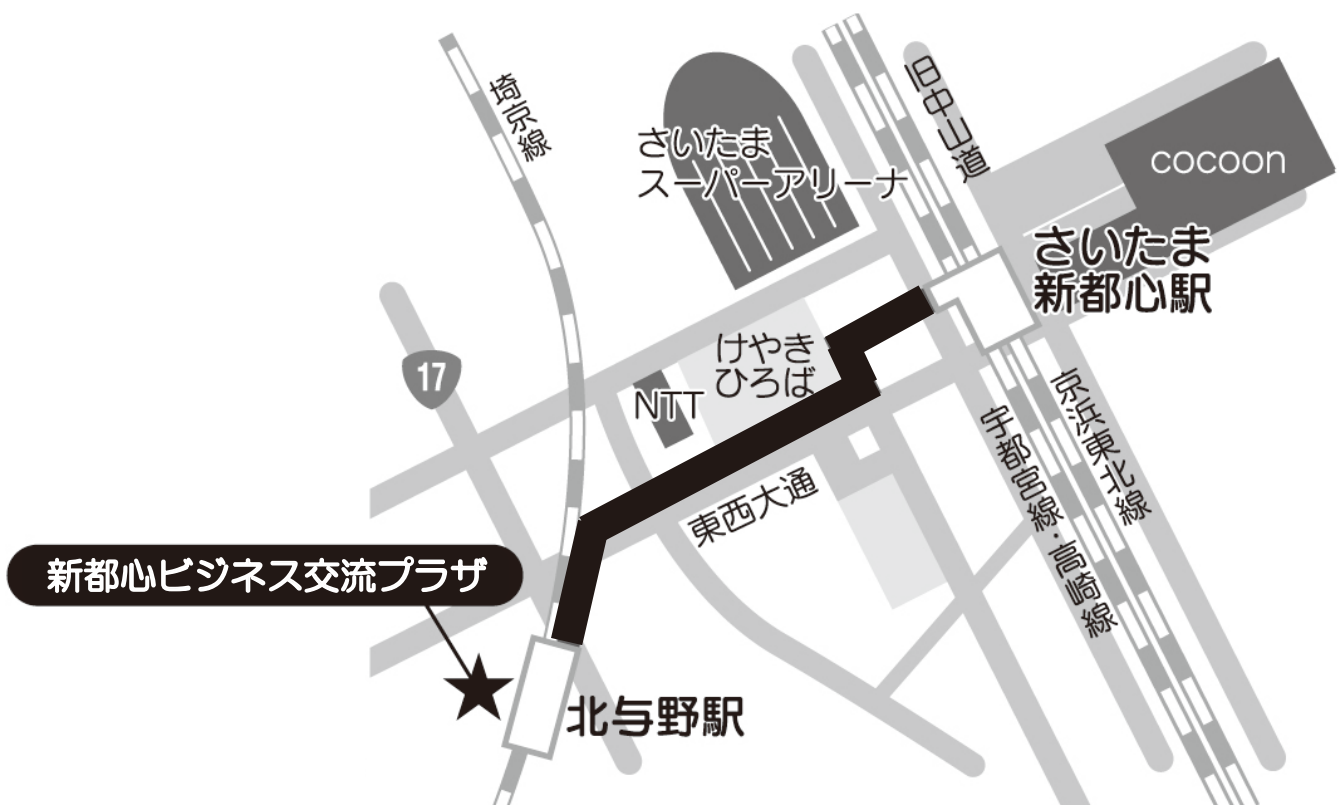 埼京線
旧中山道
さいたま
スーパーアリーナ
cocoon
さいたま
新都心駅
けやき
ひろば
17
NTT
京浜東北線
宇都宮線・高崎線
東西大通
新都心ビジネス交流プラザ
北与野駅